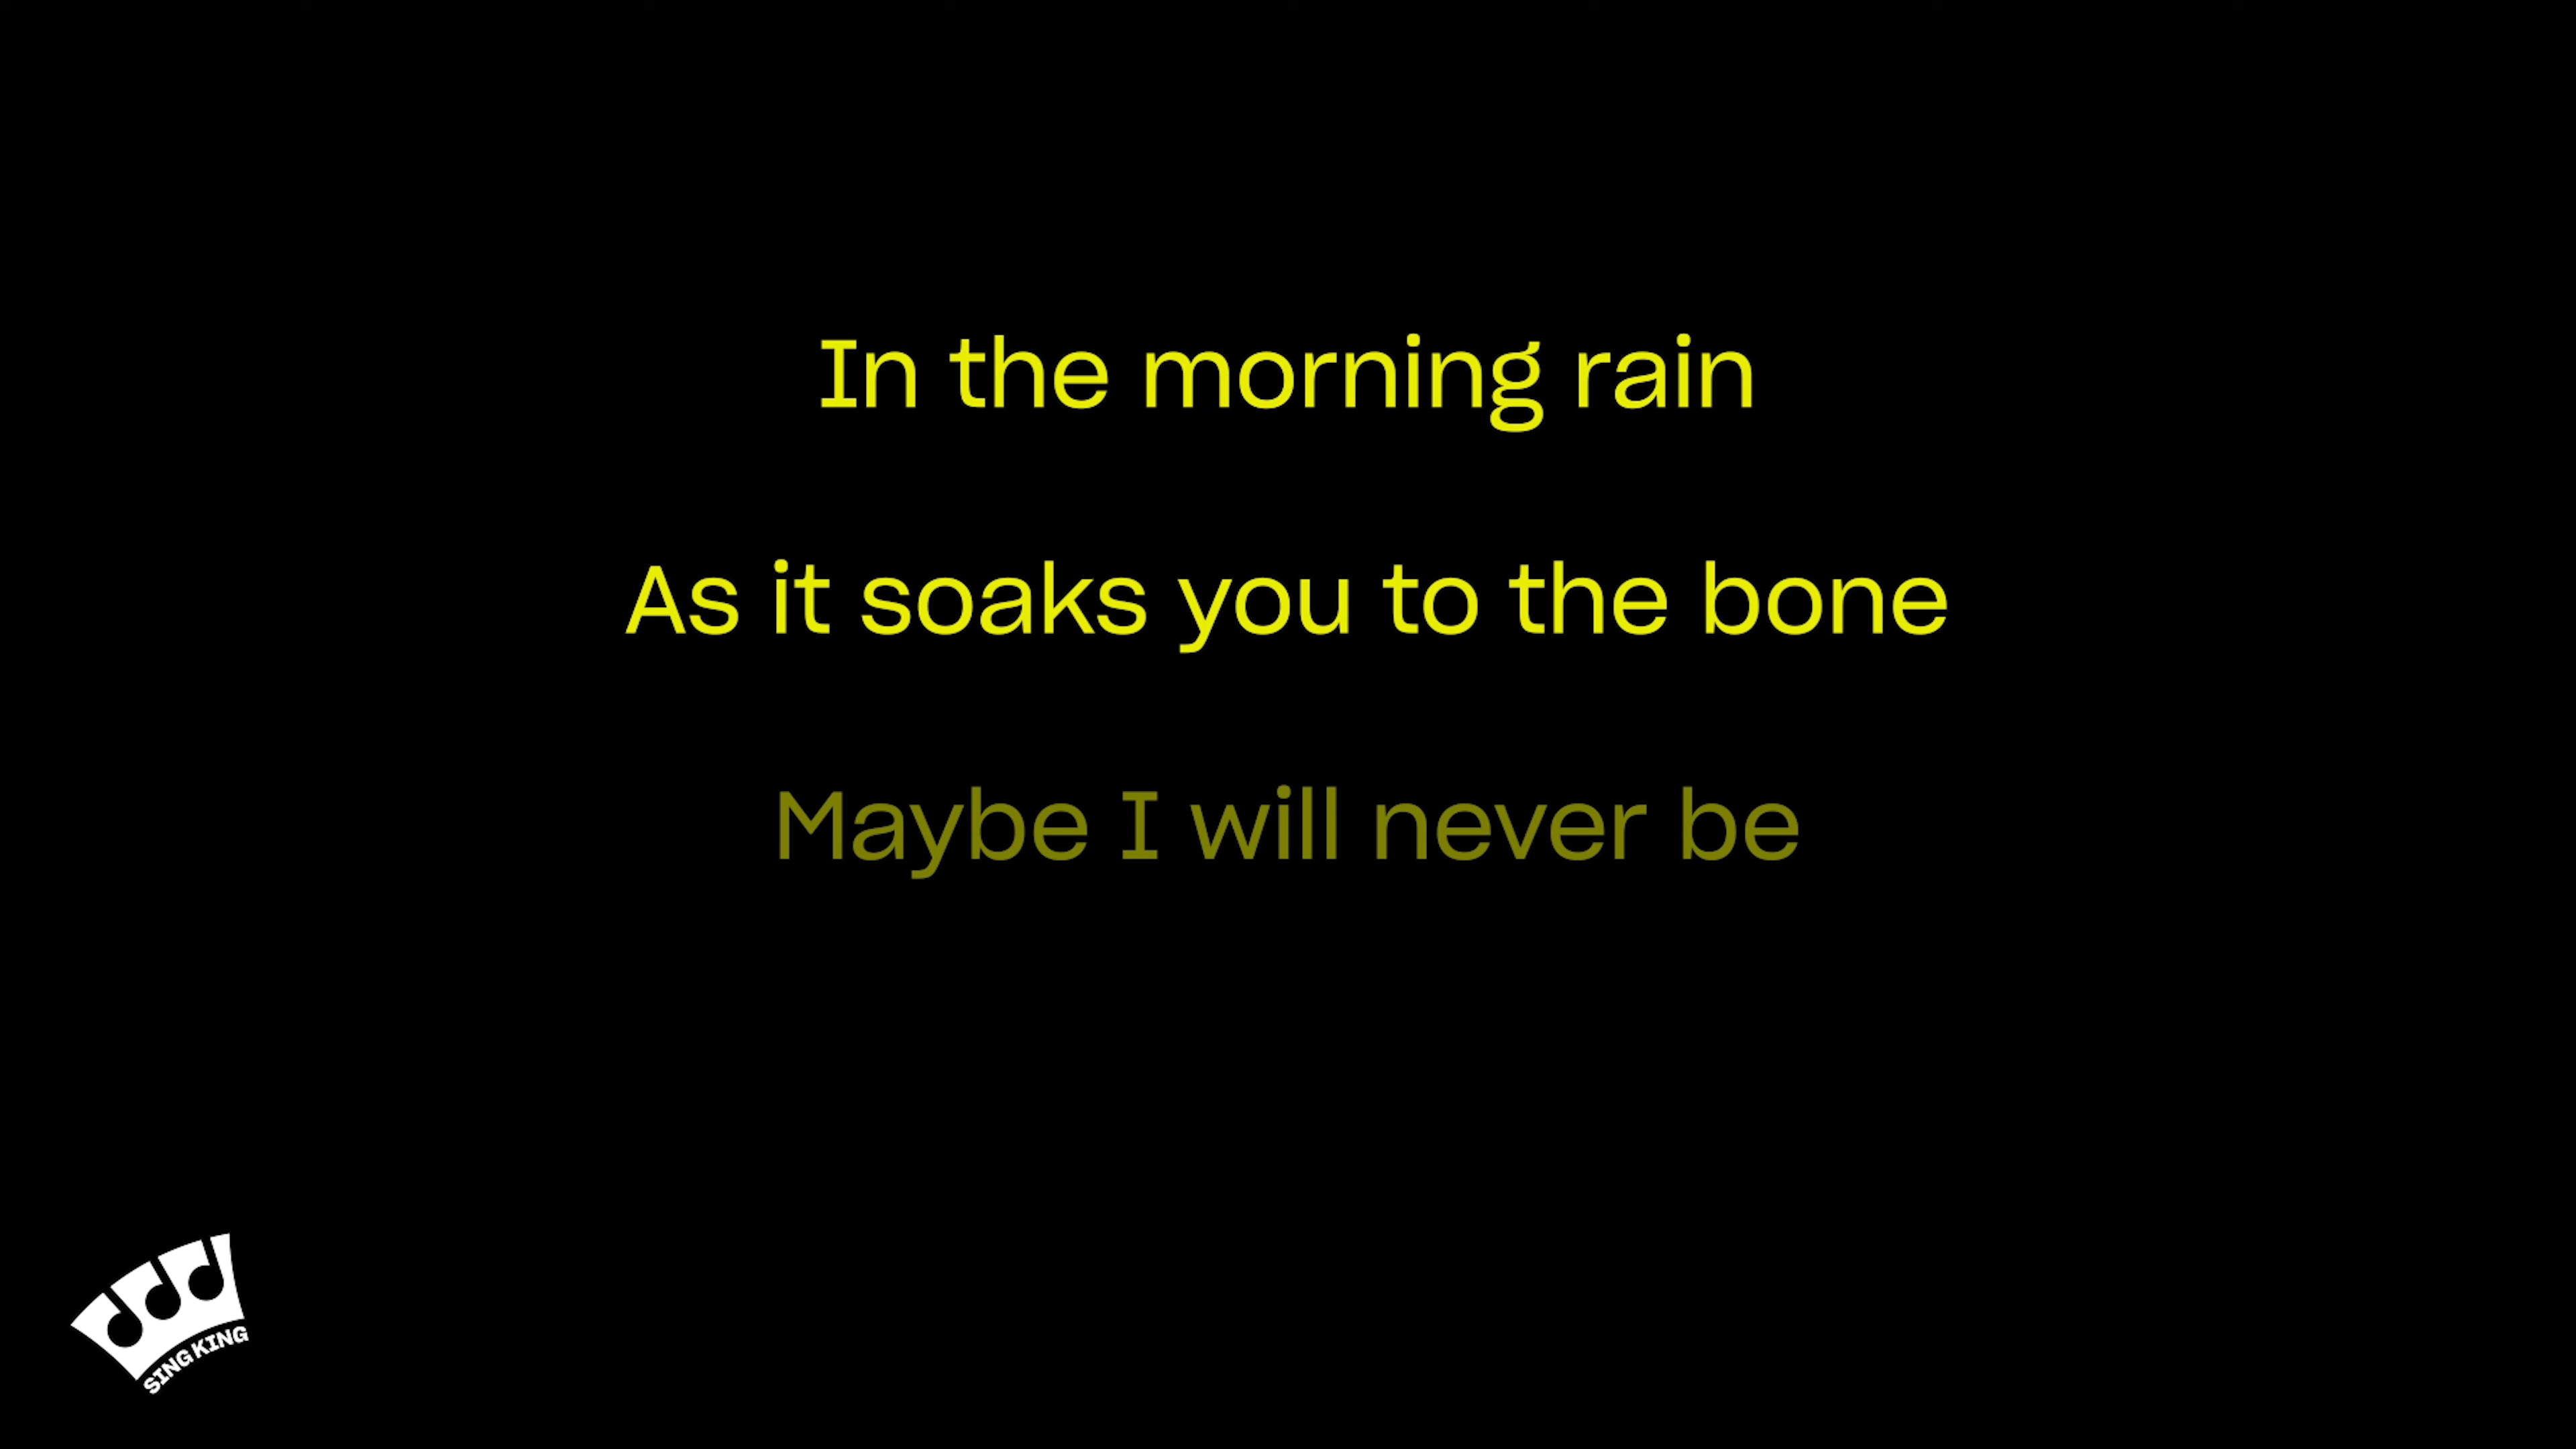 In the morning rain
As it soaks you to the bone
Maybe I will never be
SING KING